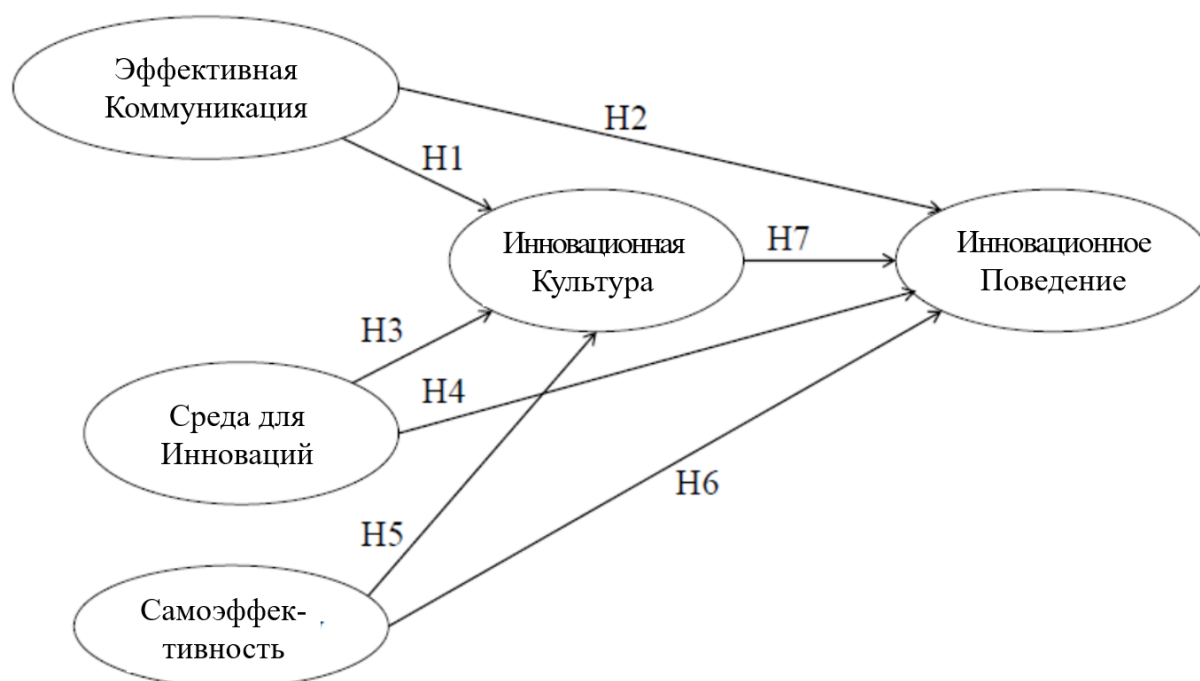 Эффективная
Коммуникация
H2
H1
Инновационная
Культура
H7
Инновационное
Поведение
H3
Среда для
Инноваций
H4
H6
H5
Самоэффек-
тивность